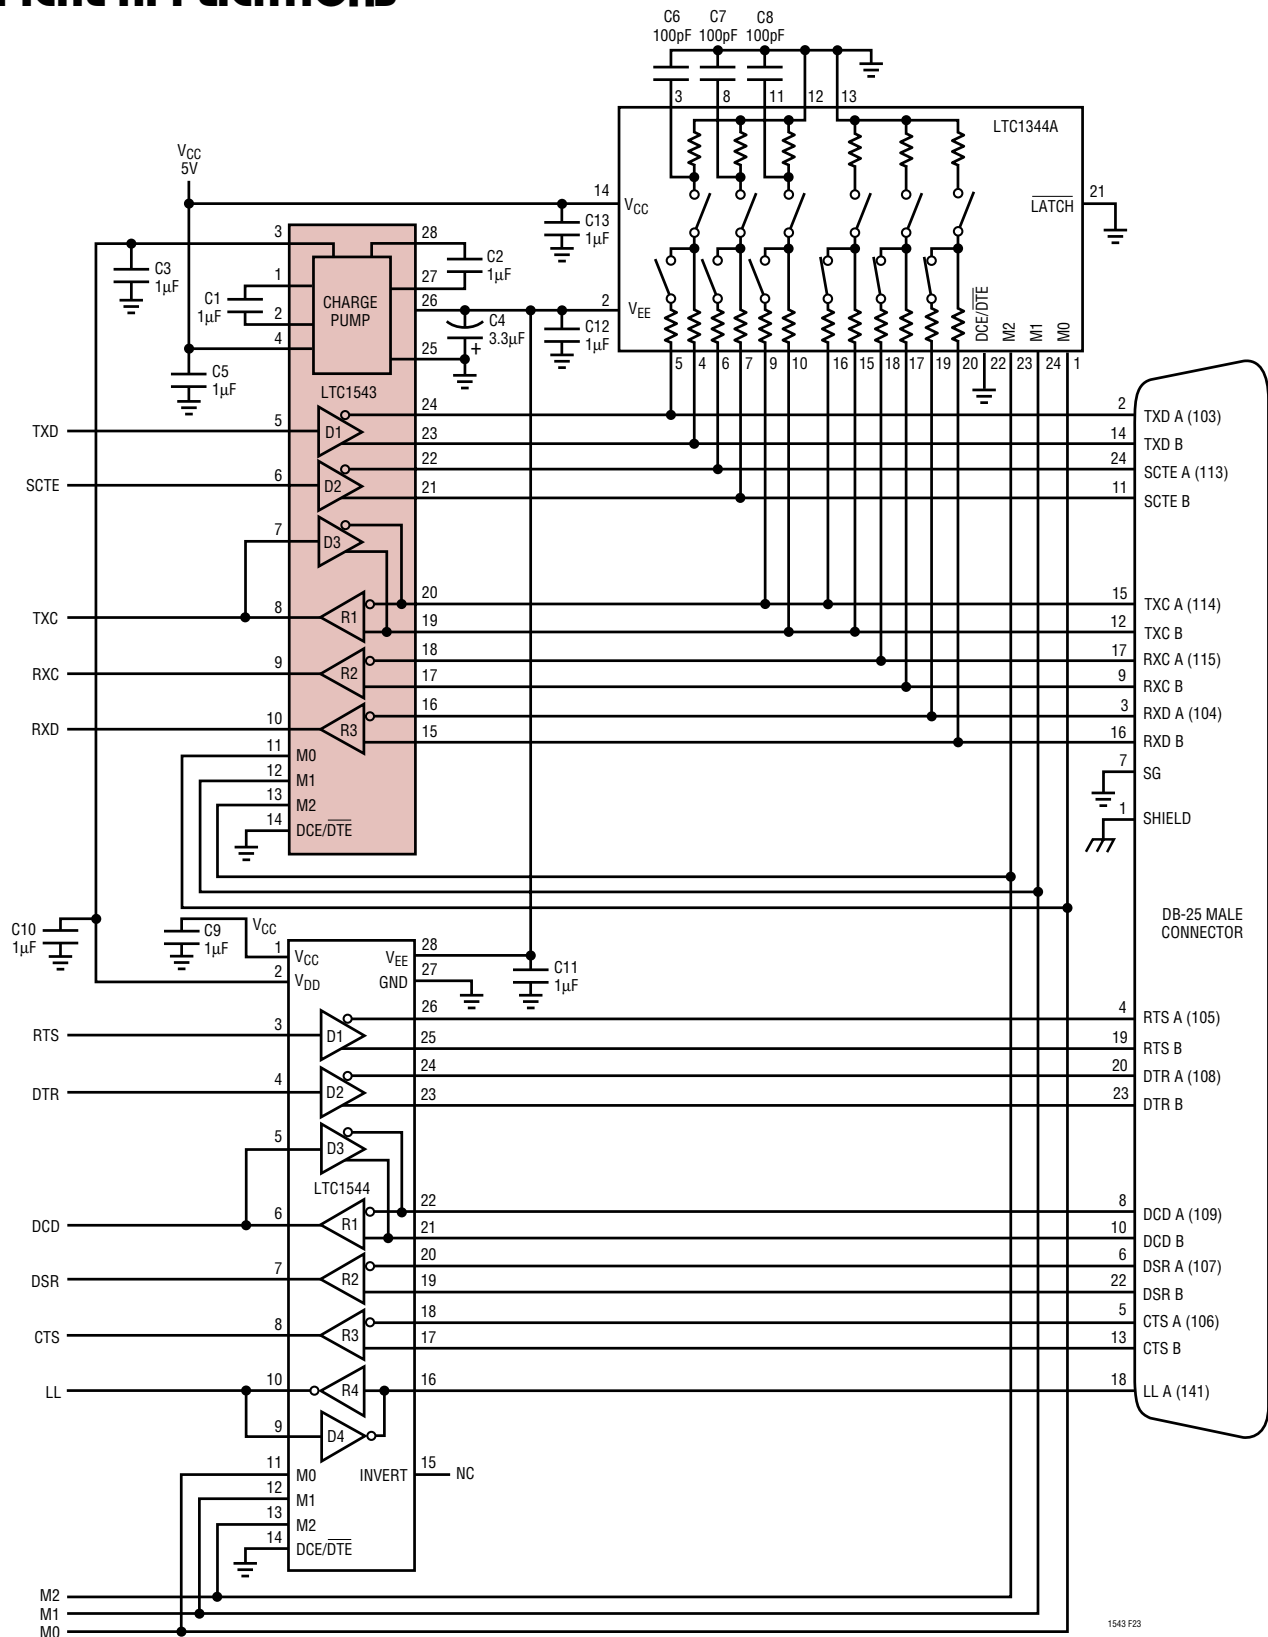 C6 C7 C8
100pF 100pF 100pF
3 8 11 12 13
LTC1344A
VCC
5V
14
VCC
C13
1µF
LATCH
21
3
28
C3
1µF
C2
1µF
1
27
C1
1µF
CHARGE
PUMP
2
26
2
VEE
C4
3.3µF
+
C12
1µF
4
25
DCE/DTE
M2
M1
M0
C5
1µF
5 4 6 7 9 10 16 15 18 17 19 20 22 23 24 1
LTC1543
TXD
5
D1
24
2
TXD A (103)
23
14
TXD B
SCTE
6
D2
22
24
SCTE A (113)
21
11
SCTE B
7
D3
TXC
8
R1
20
15
TXC A (114)
19
12
TXC B
RXC
9
R2
18
17
RXC A (115)
17
9
RXC B
RXD
10
R3
16
3
RXD A (104)
15
16
RXD B
11
M0
12
M1
13
M2
14
DCE/DTE
7
SG
1
SHIELD
DB-25 MALE
CONNECTOR
C10
1µF
C9
1µF
VCC
1
VCC
VEE
28
2
VDD
GND
27
C11
1µF
RTS
3
D1
26
4
RTS A (105)
25
19
RTS B
DTR
4
D2
24
20
DTR A (108)
23
23
DTR B
5
D3
LTC1544
DCD
6
R1
22
8
DCD A (109)
21
10
DCD B
DSR
7
R2
20
6
DSR A (107)
19
22
DSR B
CTS
8
R3
18
5
CTS A (106)
17
13
CTS B
LL
10
R4
16
18
LL A (141)
9
D4
11
M0
INVERT
15
NC
12
M1
13
M2
14
DCE/DTE
M2
M1
M0
1543 F23